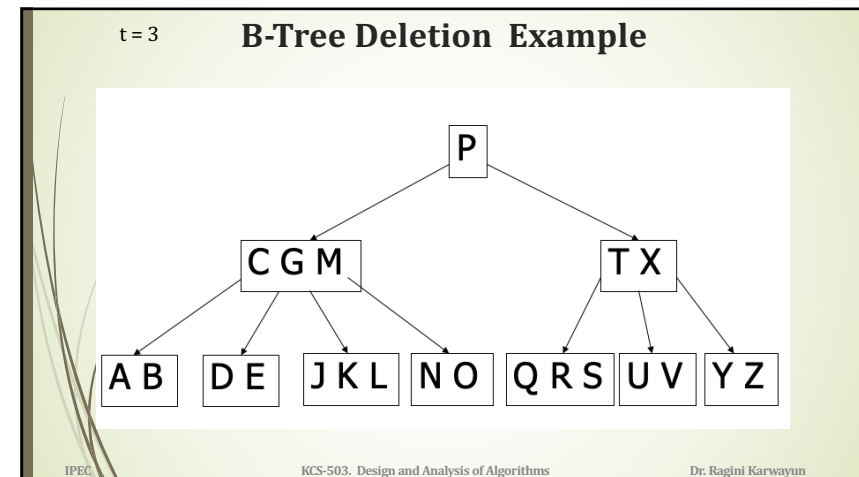 t = 3
B-Tree Deletion Example
P
C G M
T X
A B
D E
J K L
N O
Q R S
U V
Y Z
IPEC
KCS-503. Design and Analysis of Algorithms
Dr. Ragini Karwayun